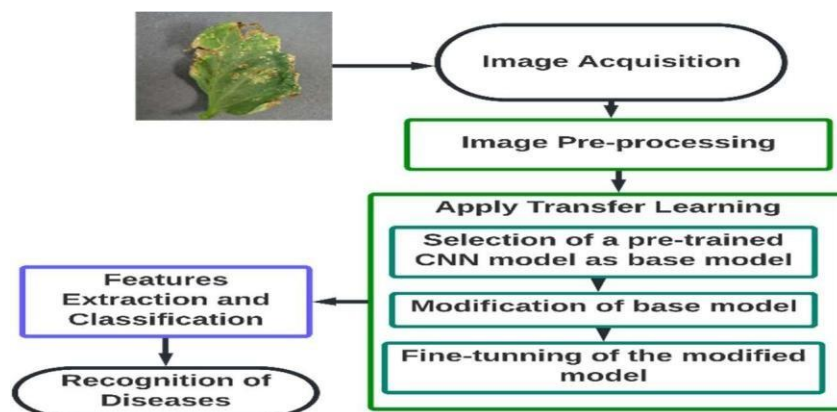 Image Acquisition
Image Pre-processing
Apply Transfer Learning
Selection of a pre-trained
CNN model as base model
Modification of base model
Fine-tunning of the modified
model
Features
Extraction and
Classification
Recognition of
Diseases